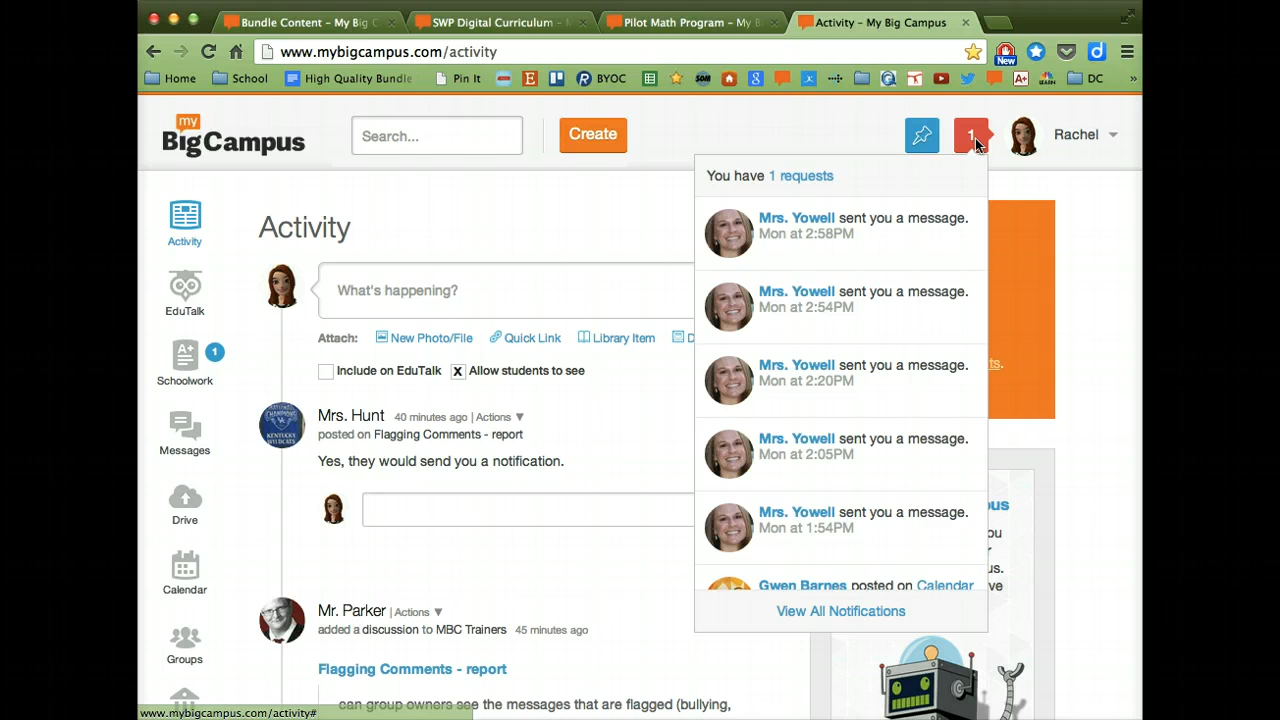 Bundle Content - My Big C
SWP Digital Curriculum -
Pilot Math Program - My B
Activity - My Big Campus
www.mybigcampus.com/activity
New
Home
School
High Quality Bundle
Pin It
BYOC
DC
»
my
BigCampus
Search...
Create
1
Rachel
You have 1 requests
Mrs. Yowell sent you a message.
Mon at 2:58PM
Mrs. Yowell sent you a message.
Mon at 2:54PM
Mrs. Yowell sent you a message.
Mon at 2:20PM
Mrs. Yowell sent you a message.
Mon at 2:05PM
Mrs. Yowell sent you a message.
Mon at 1:54PM
Gwen Barnes posted on Calendar
View All Notifications
Activity
EduTalk
Schoolwork
1
Messages
Drive
Calendar
Groups
Activity
What's happening?
Attach: New Photo/File Quick Link Library Item D
Include on EduTalk X Allow students to see
Mrs. Hunt 40 minutes ago | Actions ▼
posted on Flagging Comments - report
Yes, they would send you a notification.
Mr. Parker | Actions ▼
added a discussion to MBC Trainers 45 minutes ago
Flagging Comments - report
can group owners see the messages that are flagged (bullying,
ts.
pus
ou
us.
ve
www.mybigcampus.com/activity#